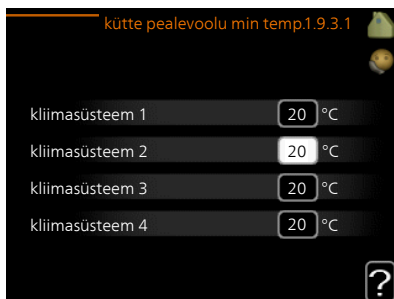 kütte pealevoolu min temp.1.9.3.1
kliimasüsteem 1 20 °C
kliimasüsteem 2 20 °C
kliimasüsteem 3 20 °C
kliimasüsteem 4 20 °C
?